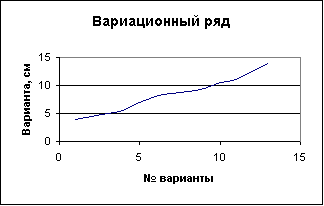 Вариационный ряд
Варианта, см
15
10
5
0
0 5 10 15
№ варианты